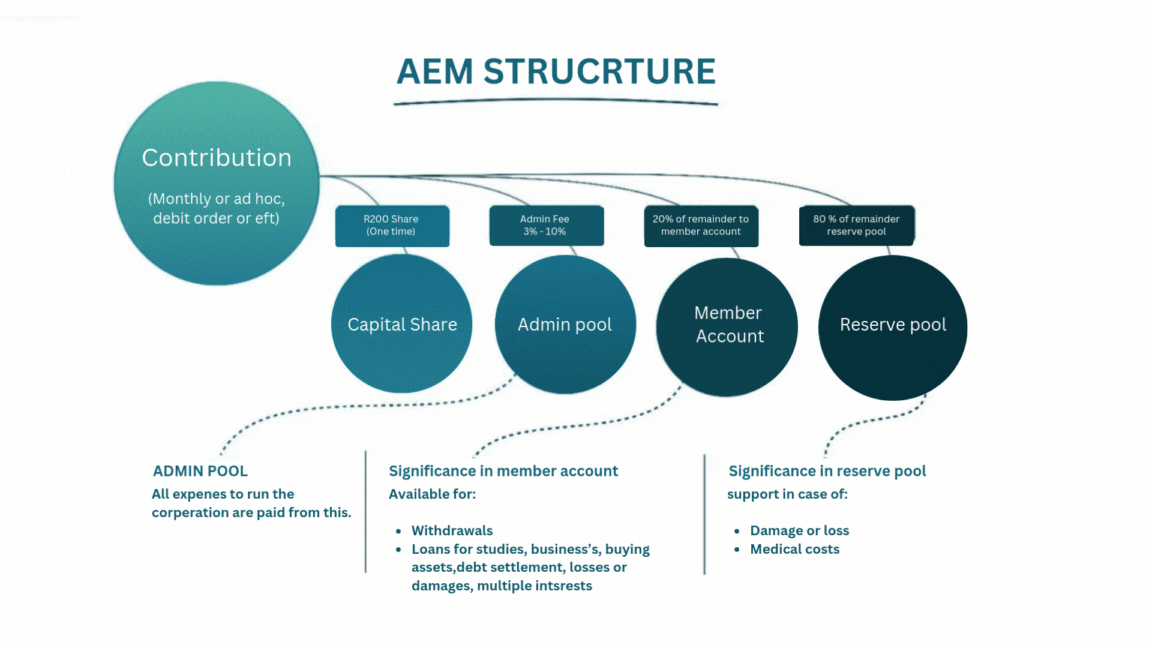 AEM STRUCRTURE
Contribution
(Monthly or ad hoc,
debit order or eft)
R200 Share
(One time)
Admin Fee
3% - 10%
20% of remainder to
member account
80 % of remainder
reserve pool
Capital Share
Admin pool
Member
Account
Reserve pool
ADMIN POOL
All expenes to run the
corperation are paid from this.
Significance in member account
Available for:
• Withdrawals
• Loans for studies, business's, buying
assets,debt settlement, losses or
damages, multiple intsrests
Significance in reserve pool
support in case of:
• Damage or loss
• Medical costs